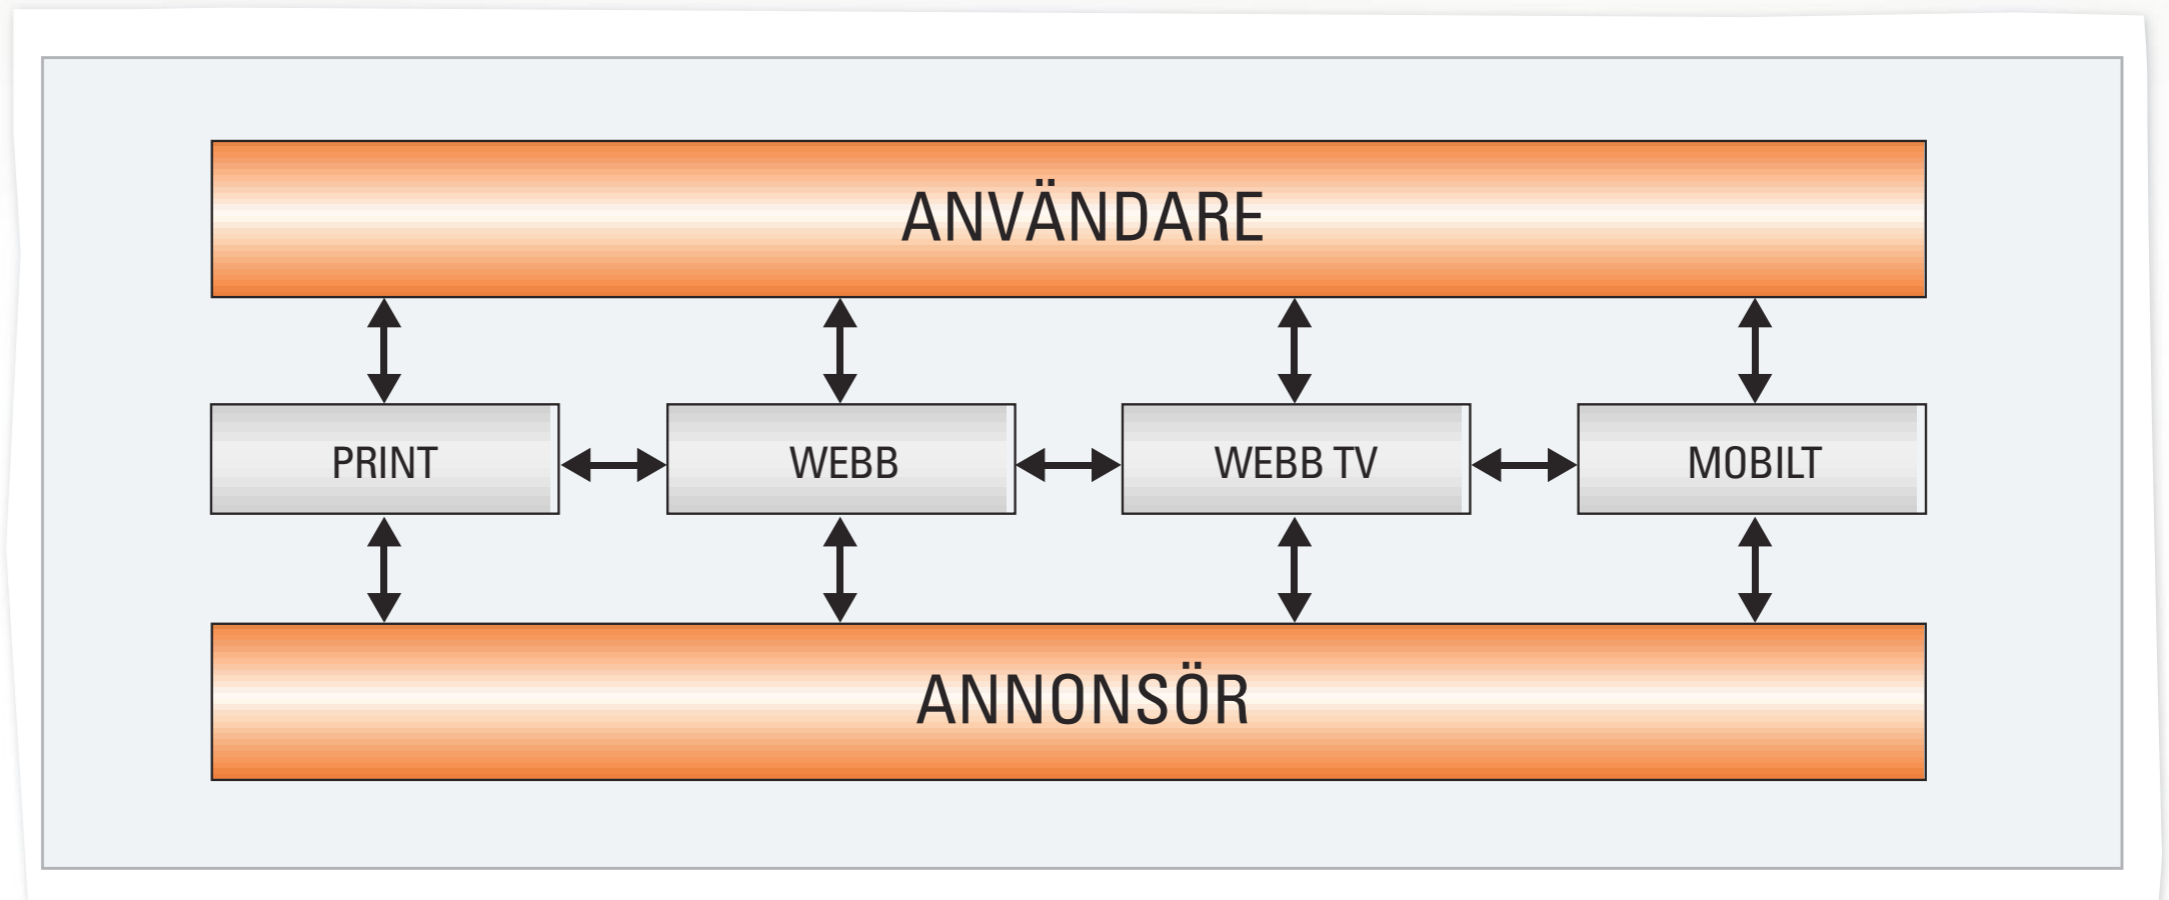 ANVÄNDARE
PRINT
WEBB
WEBB TV
MOBILT
ANNONSÖR